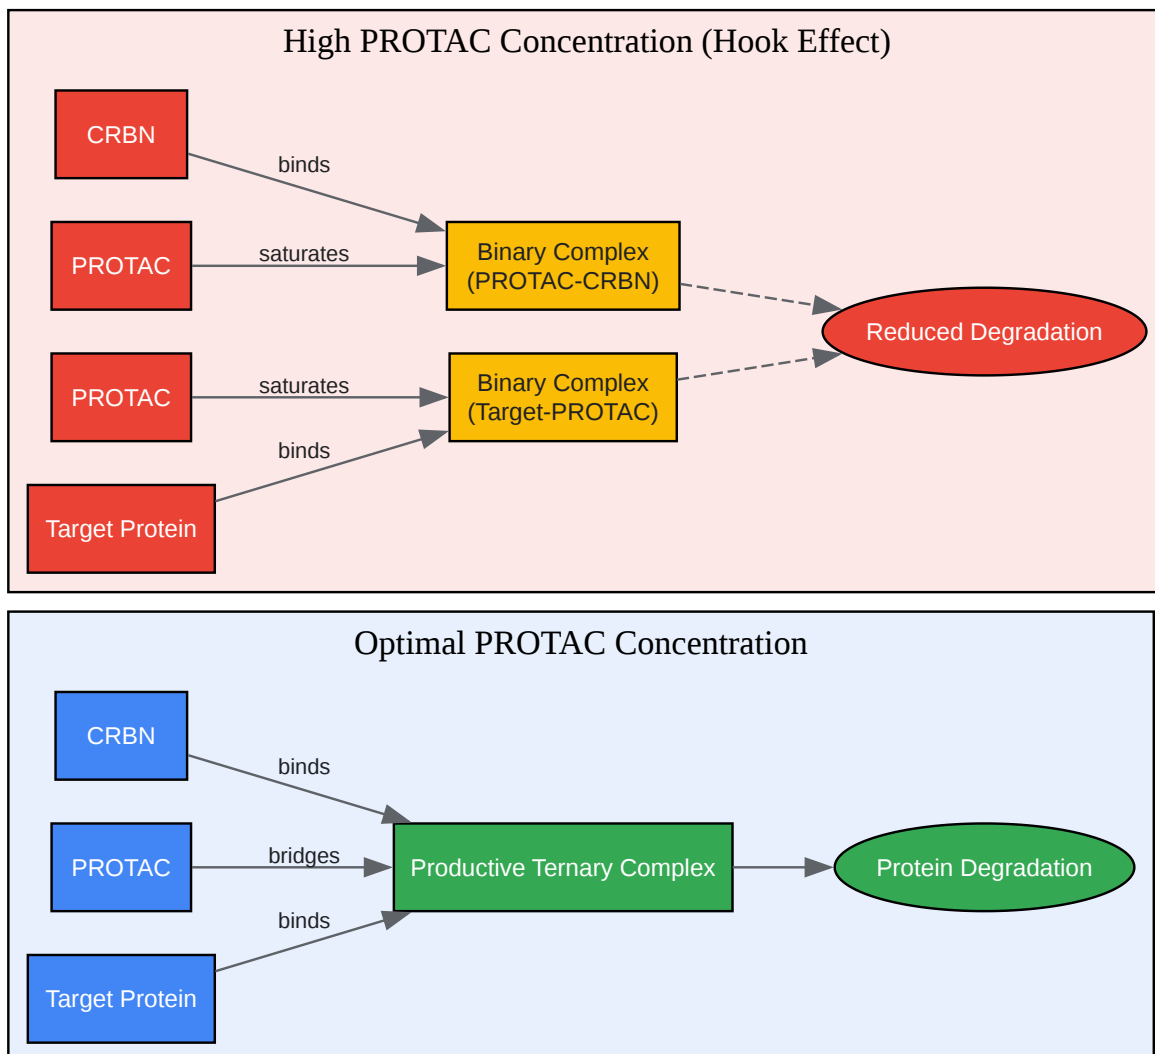 High PROTAC Concentration (Hook Effect)
CRBN
binds
PROTAC
saturates
Binary Complex
(PROTAC-CRBN)
Reduced Degradation
PROTAC
saturates
Binary Complex
(Target-PROTAC)
binds
Target Protein
Optimal PROTAC Concentration
CRBN
binds
PROTAC
bridges
Productive Ternary Complex
Protein Degradation
binds
Target Protein